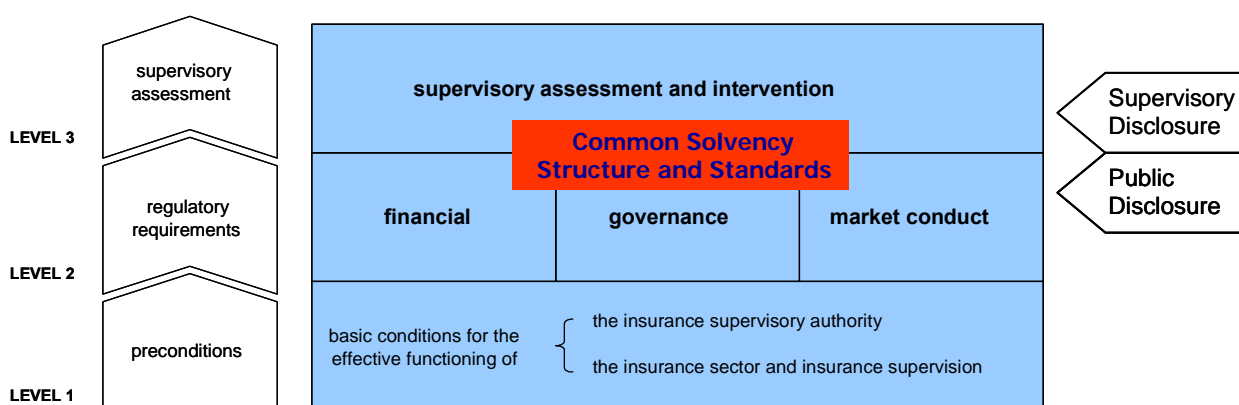 supervisory
assessment
LEVEL 3
supervisory assessment and intervention
Common Solvency
Structure and Standards
Supervisory
Disclosure
Public
Disclosure
regulatory
requirements
LEVEL 2
financial
governance
market conduct
preconditions
LEVEL 1
basic conditions for the
effective functioning of
the insurance supervisory authority
the insurance sector and insurance supervision